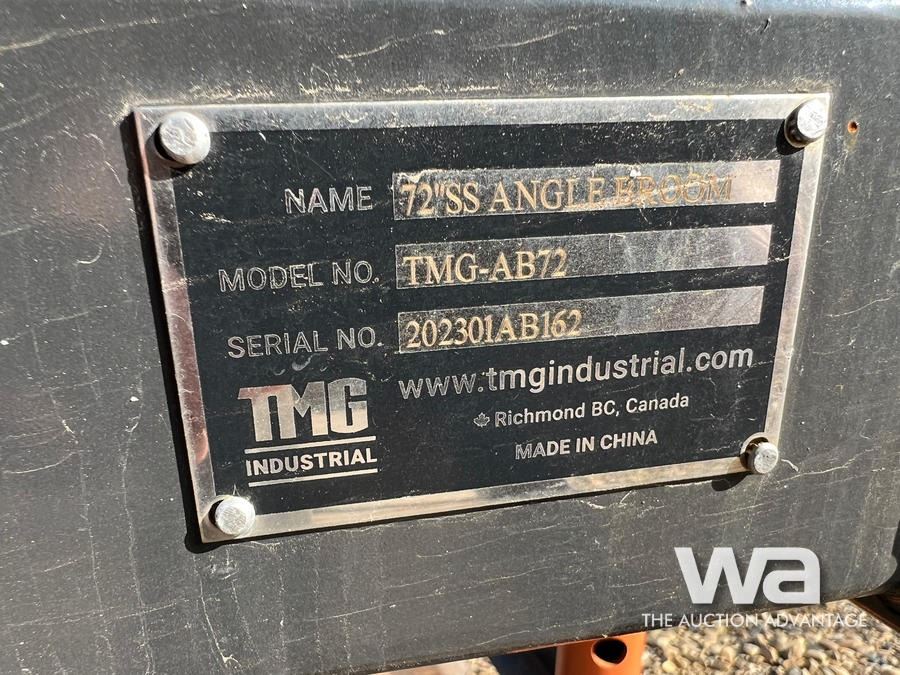 NAME 72"SS ANGLE BROOM
MODEL NO. TMG-AB72
SERIAL NO. 202301AB162
TMG
INDUSTRIAL
www.tmgindustrial.com
Richmond BC, Canada
MADE IN CHINA
wa
THE AUCTION ADVANTAGE